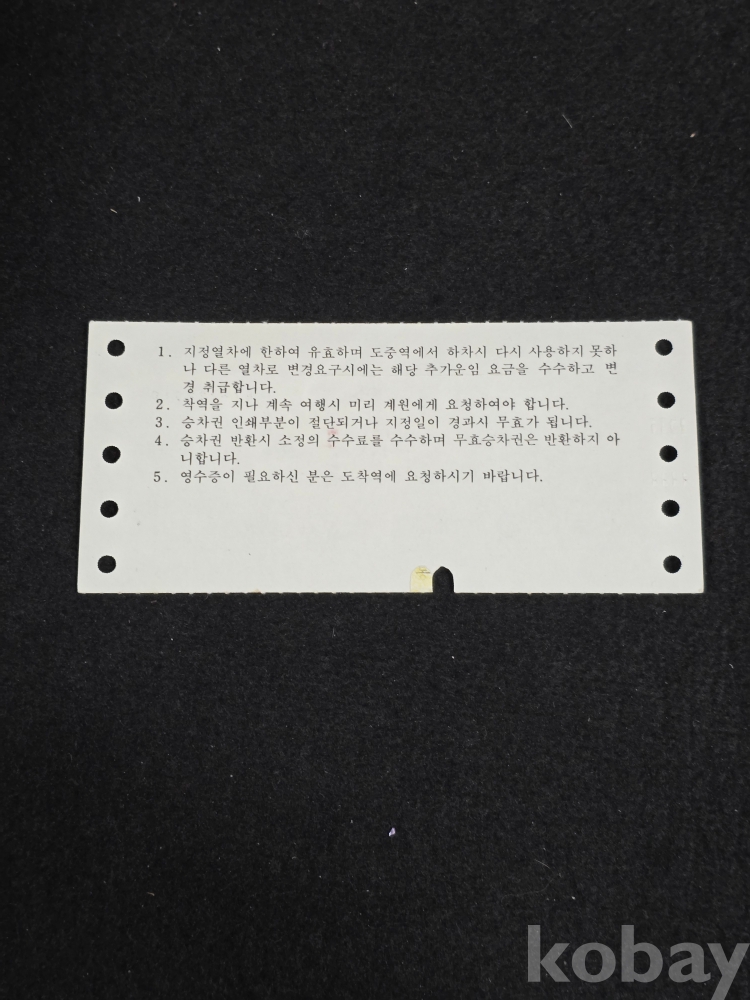 1. 지정열차에 한하여 유효하며 도중역에서 하차시 다시 사용하지 못하
나 다른 열차로 변경요구시에는 해당 추가운임 요금을 수수하고 변
경 취급합니다.
2. 착역을 지나 계속 여행시 미리 계원에게 요청하여야 합니다.
3. 승차권 인쇄부분이 절단되거나 지정일이 경과시 무효가 됩니다.
4. 승차권 반환시 소정의 수수료를 수수하며 무효승차권은 반환하지 아
니합니다.
5. 영수증이 필요하신 분은 도착역에 요청하시기 바랍니다.
kobay